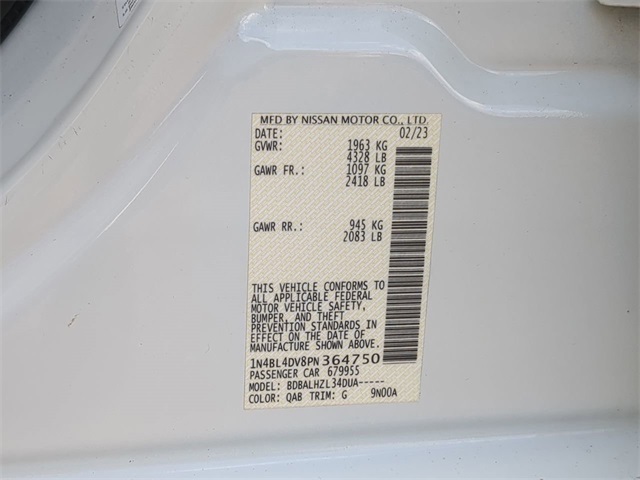 MFD BY NISSAN MOTOR CO., LTD.
DATE: 02/23
GVWR: 1963 KG
4328 LB
GAWR FR.: 1097 KG
2418 LB
GAWR RR.: 945 KG
2083 LB
THIS VEHICLE CONFORMS TO
ALL APPLICABLE FEDERAL
MOTOR VEHICLE SAFETY,
BUMPER, AND THEFT
PREVENTION STANDARDS IN
EFFECT ON THE DATE OF
MANUFACTURE SHOWN ABOVE.
1N4BL4DV8PN364750
PASSENGER CAR 679955
MODEL: BDBALHZL34DUA-----
COLOR: QAB TRIM: G 9N00A